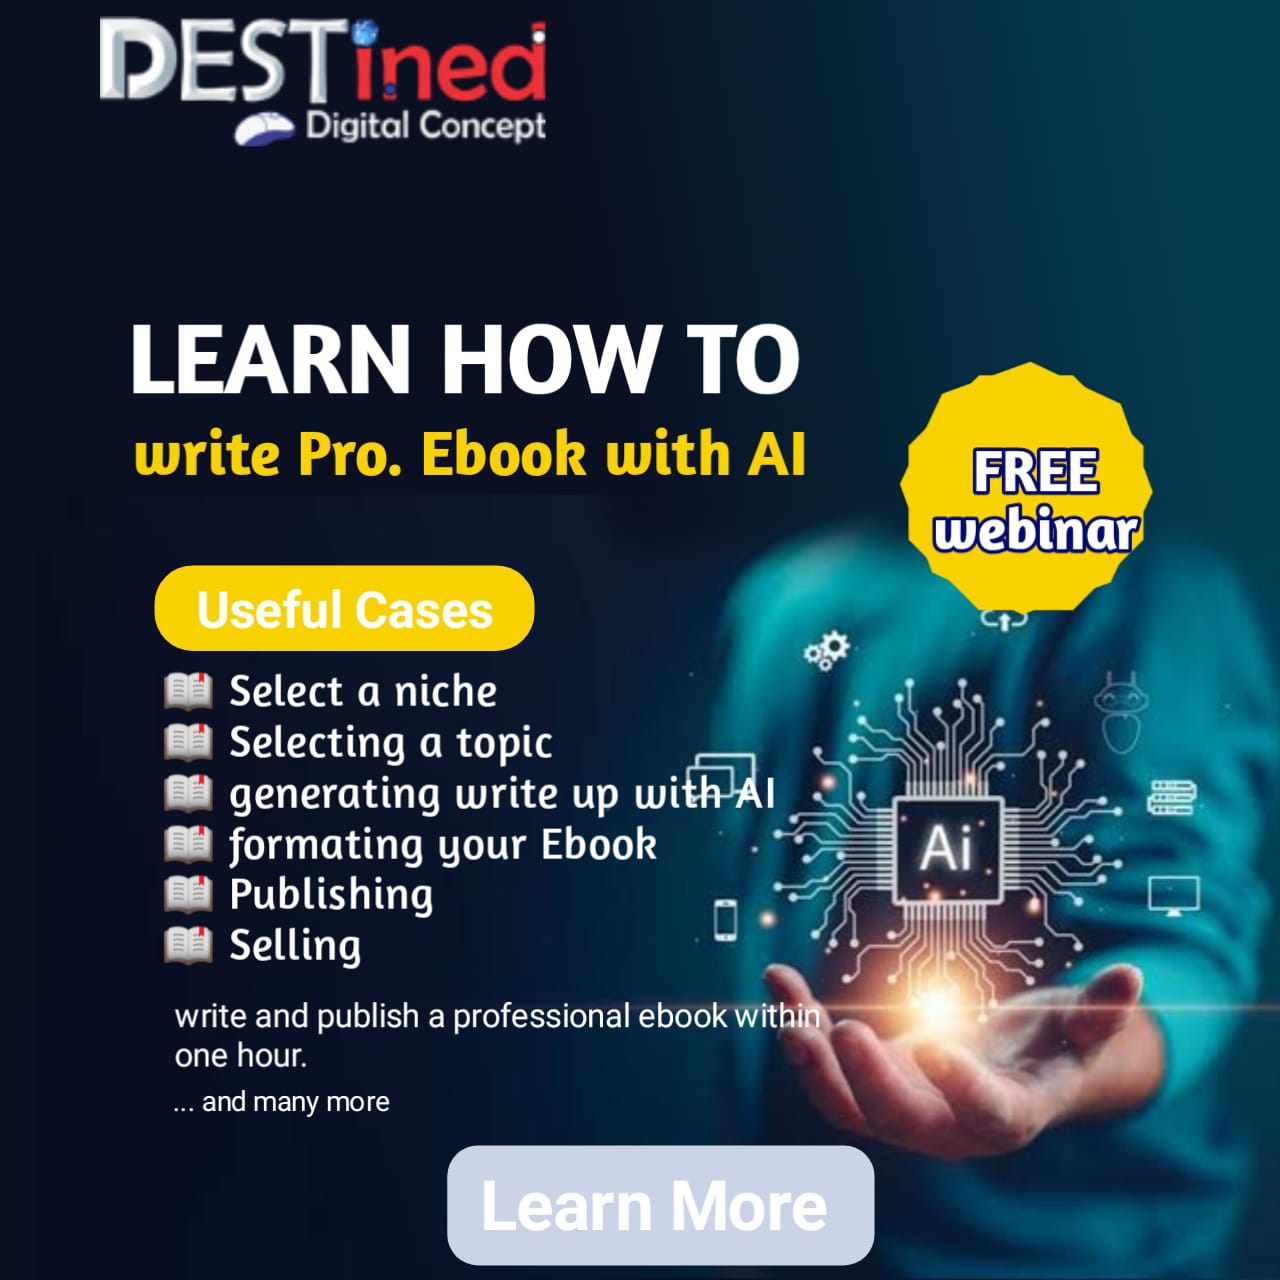 DESTined
Digital Concept
LEARN HOW TO
write Pro. Ebook with AI
FREE
webinar
Useful Cases
Select a niche
Selecting a topic
generating write up with AI
formating your Ebook
Publishing
Selling
Ai
write and publish a professional ebook within
one hour.
... and many more
Learn More